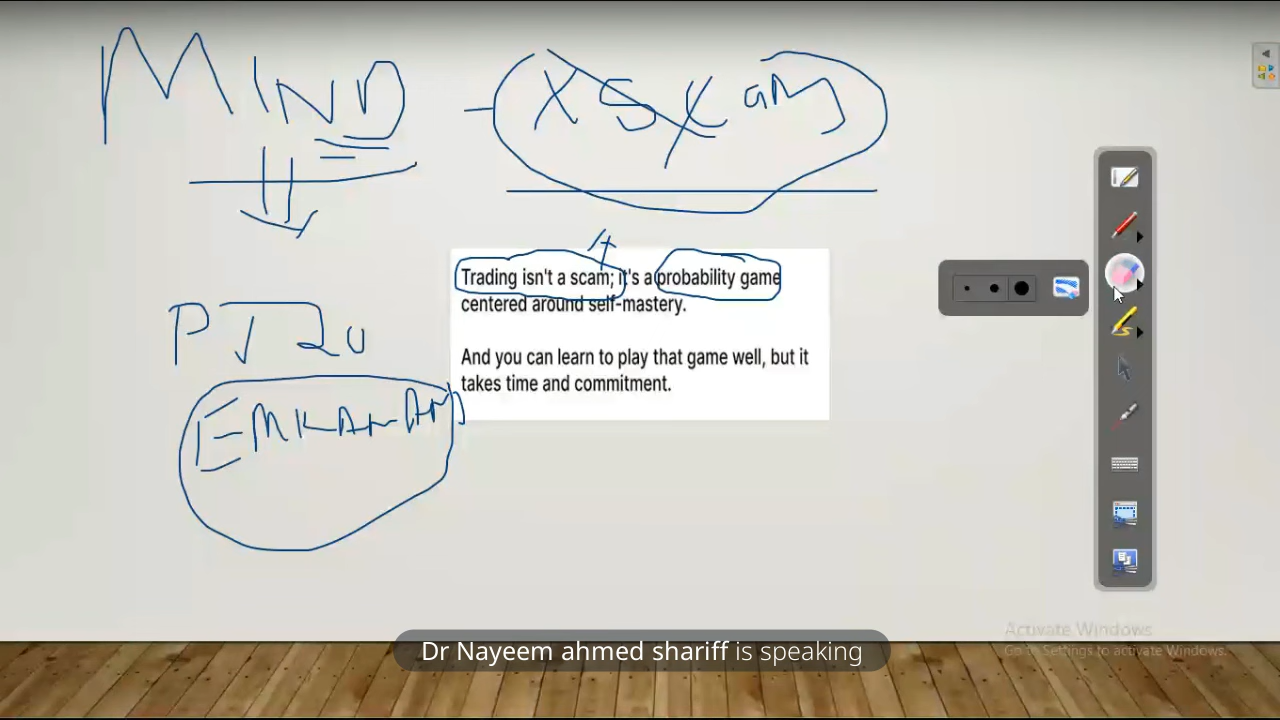 MIND
Trading isn't a scam; it's a probability game
centered around self-mastery.
And you can learn to play that game well, but it
takes time and commitment.
EMKANAAT
Activate Windows
Go to Settings to activate Windows.
Dr Nayeem ahmed shariff is speaking